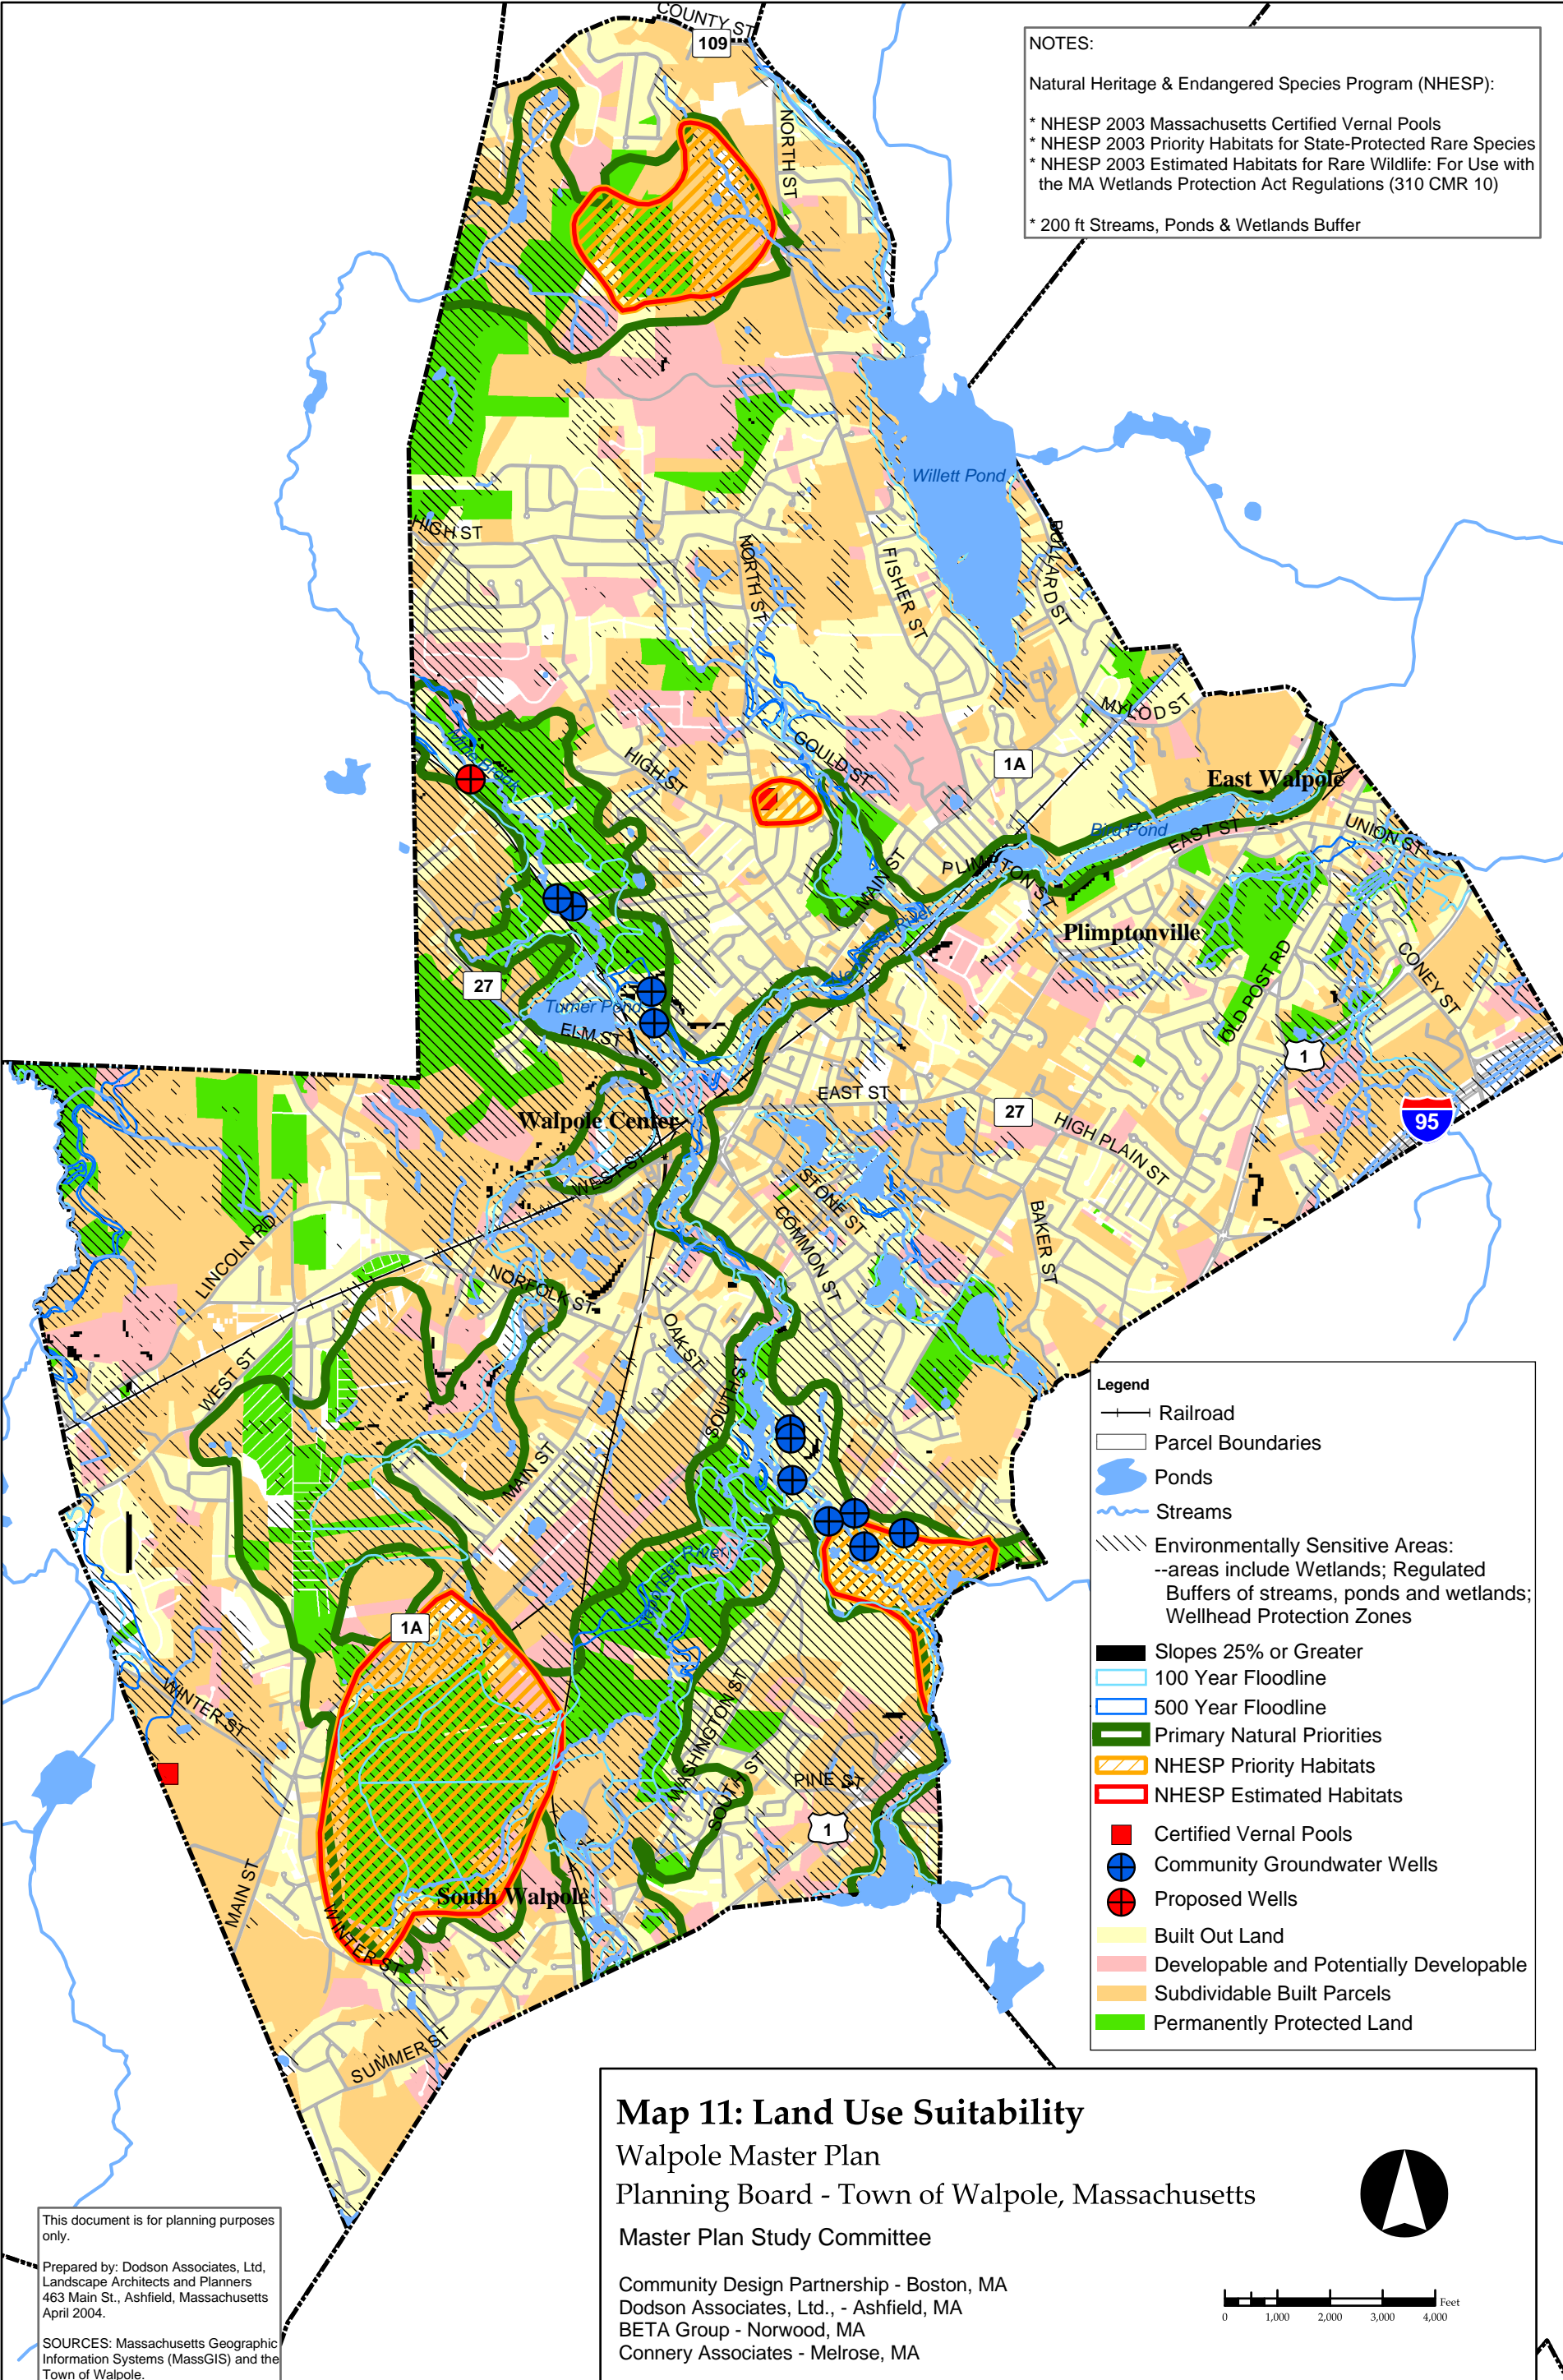 COUNTY ST
109
NOTES:
Natural Heritage & Endangered Species Program (NHESP):
* NHESP 2003 Massachusetts Certified Vernal Pools
* NHESP 2003 Priority Habitats for State-Protected Rare Species
* NHESP 2003 Estimated Habitats for Rare Wildlife: For Use with
the MA Wetlands Protection Act Regulations (310 CMR 10)
* 200 ft Streams, Ponds & Wetlands Buffer
NORTH ST
Willett Pond
HIGH ST
NORTH ST
FISHER ST
BULLARD ST
MYLOD ST
Mine Brook
HIGH ST
GOULD ST
1A
East Walpole
Bird Pond
EAST ST
UNION ST
MAIN ST
PLIMPTON ST
Neponset River
Plimptonville
27
Turner Pond
ELM ST
OLD POST RD
CONEY ST
1
EAST ST
27
95
Walpole Center
HIGH PLAIN ST
WEST ST
STONE ST
COMMON ST
BAKER ST
LINCOLN RD
NORFOLK ST
OAK ST
WEST ST
SOUTH ST
MAIN ST
Neponset River
1A
WINTER ST
WASHINGTON ST
SOUTH ST
PINE ST
1
MAIN ST
South Walpole
WINTER ST
SUMMER ST
Legend
Railroad
Parcel Boundaries
Ponds
Streams
Environmentally Sensitive Areas:
--areas include Wetlands; Regulated
Buffers of streams, ponds and wetlands;
Wellhead Protection Zones
Slopes 25% or Greater
100 Year Floodline
500 Year Floodline
Primary Natural Priorities
NHESP Priority Habitats
NHESP Estimated Habitats
Certified Vernal Pools
Community Groundwater Wells
Proposed Wells
Built Out Land
Developable and Potentially Developable
Subdividable Built Parcels
Permanently Protected Land
Map 11: Land Use Suitability
Walpole Master Plan
Planning Board - Town of Walpole, Massachusetts
Master Plan Study Committee
Community Design Partnership - Boston, MA
Dodson Associates, Ltd., - Ashfield, MA
BETA Group - Norwood, MA
Connery Associates - Melrose, MA
Feet
0 1,000 2,000 3,000 4,000
This document is for planning purposes
only.
Prepared by: Dodson Associates, Ltd,
Landscape Architects and Planners
463 Main St., Ashfield, Massachusetts
April 2004.
SOURCES: Massachusetts Geographic
Information Systems (MassGIS) and the
Town of Walpole.